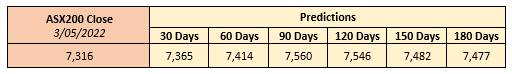 ASX200 Close Predictions
3/05/2022 30 Days 60 Days 90 Days 120 Days 150 Days 180 Days
7,316 7,365 7,414 7,560 7,546 7,482 7,477